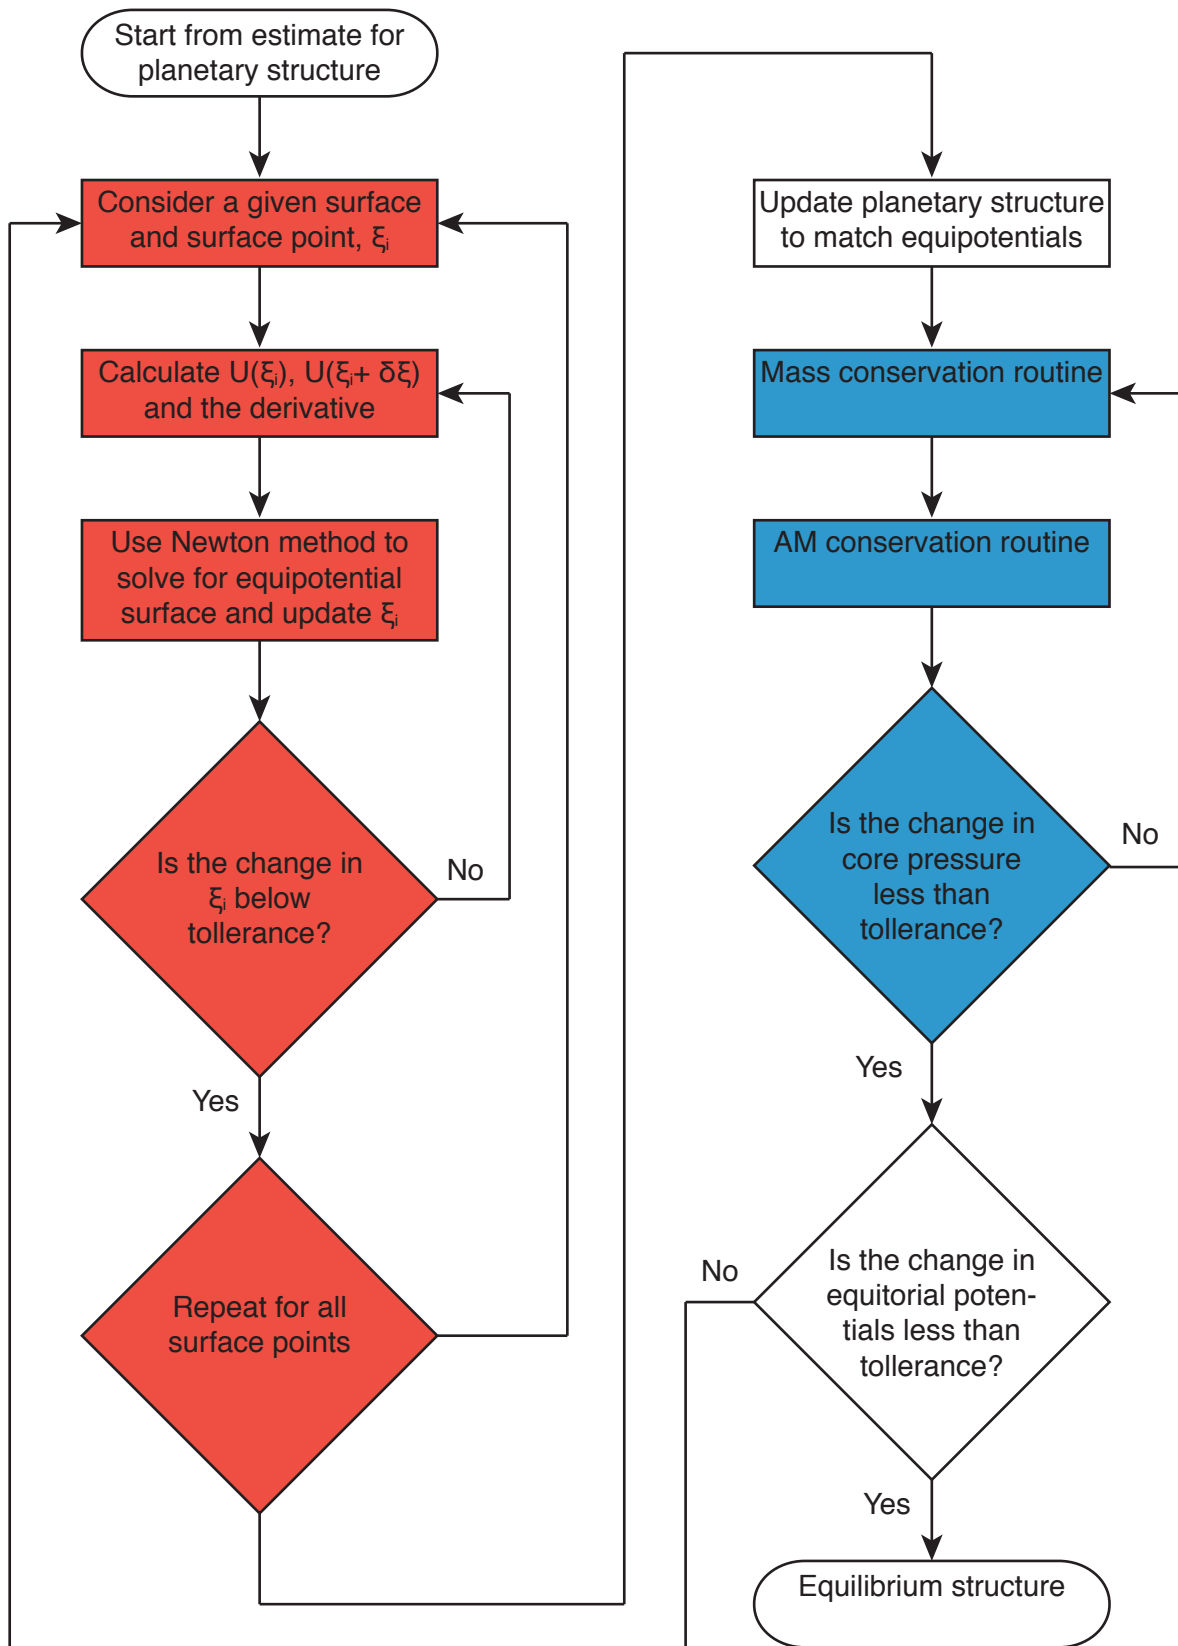 Start from estimate for
planetary structure
Consider a given surface
and surface point, ξᵢ
Calculate U(ξᵢ), U(ξᵢ+ δξ)
and the derivative
Use Newton method to
solve for equipotential
surface and update ξᵢ
Is the change in
ξᵢ below
tollerance?
No
Yes
Repeat for all
surface points
Update planetary structure
to match equipotentials
Mass conservation routine
AM conservation routine
Is the change in
core pressure
less than
tollerance?
No
Yes
Is the change in
equitorial poten-
tials less than
tollerance?
No
Yes
Equilibrium structure